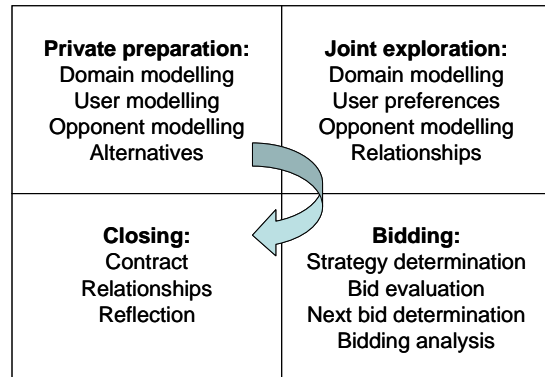 Private preparation:
Domain modelling
User modelling
Opponent modelling
Alternatives
Joint exploration:
Domain modelling
User preferences
Opponent modelling
Relationships
Closing:
Contract
Relationships
Reflection
Bidding:
Strategy determination
Bid evaluation
Next bid determination
Bidding analysis